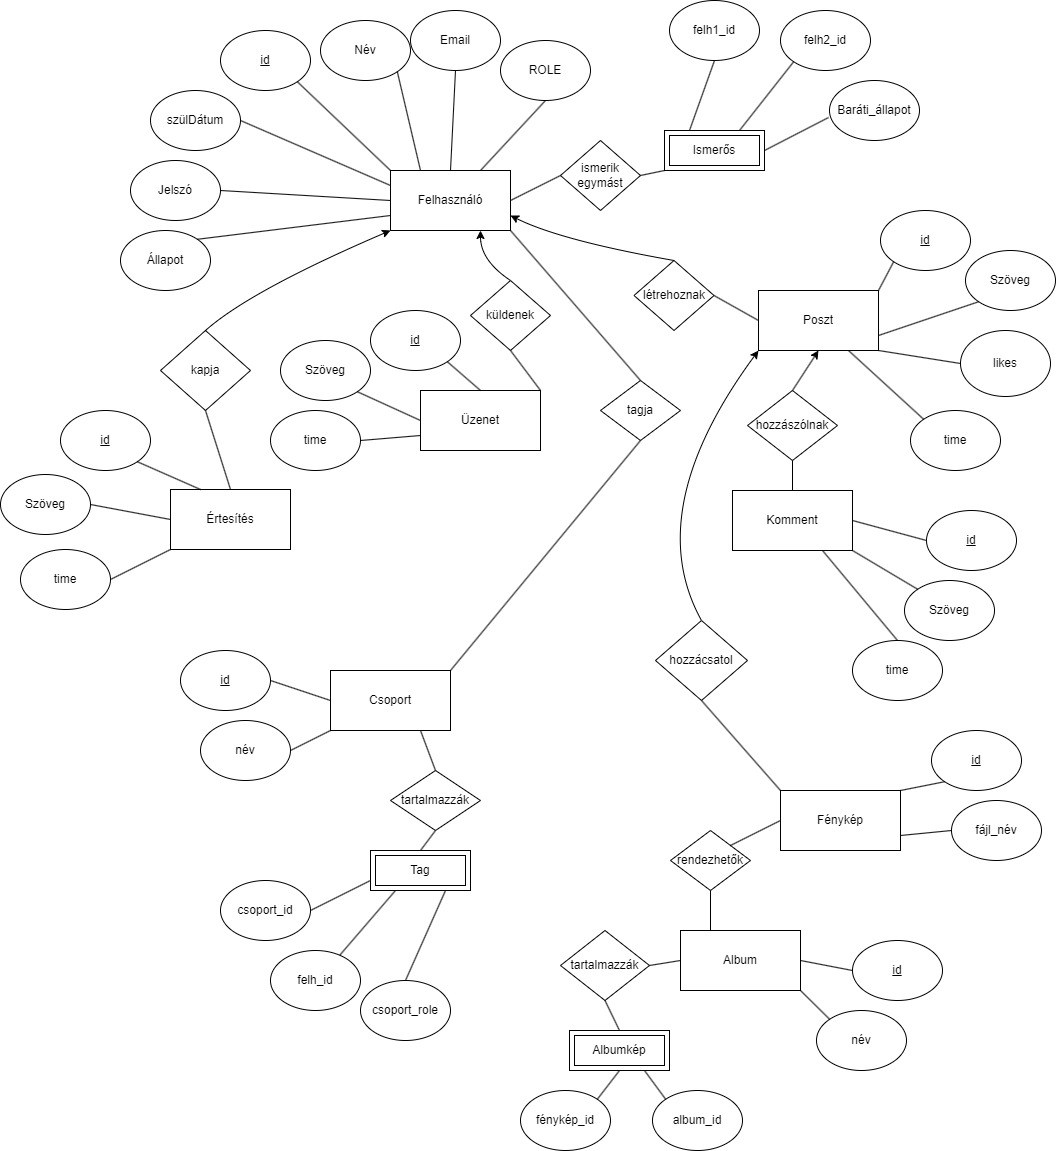 felh1_id
felh2_id
Email
Név
id
ROLE
Baráti_állapot
szülDátum
Ismerős
ismerik
egymást
Jelszó
Felhasználó
id
Állapot
Szöveg
létrehoznak
küldenek
Poszt
id
likes
Szöveg
kapja
tagja
Üzenet
hozzászólnak
id
time
time
Szöveg
Értesítés
Komment
id
time
Szöveg
hozzácsatol
time
id
Csoport
név
id
tartalmazzák
Fénykép
fájl_név
rendezhetők
Tag
csoport_id
Album
tartalmazzák
id
felh_id
csoport_role
név
Albumkép
fénykép_id
album_id